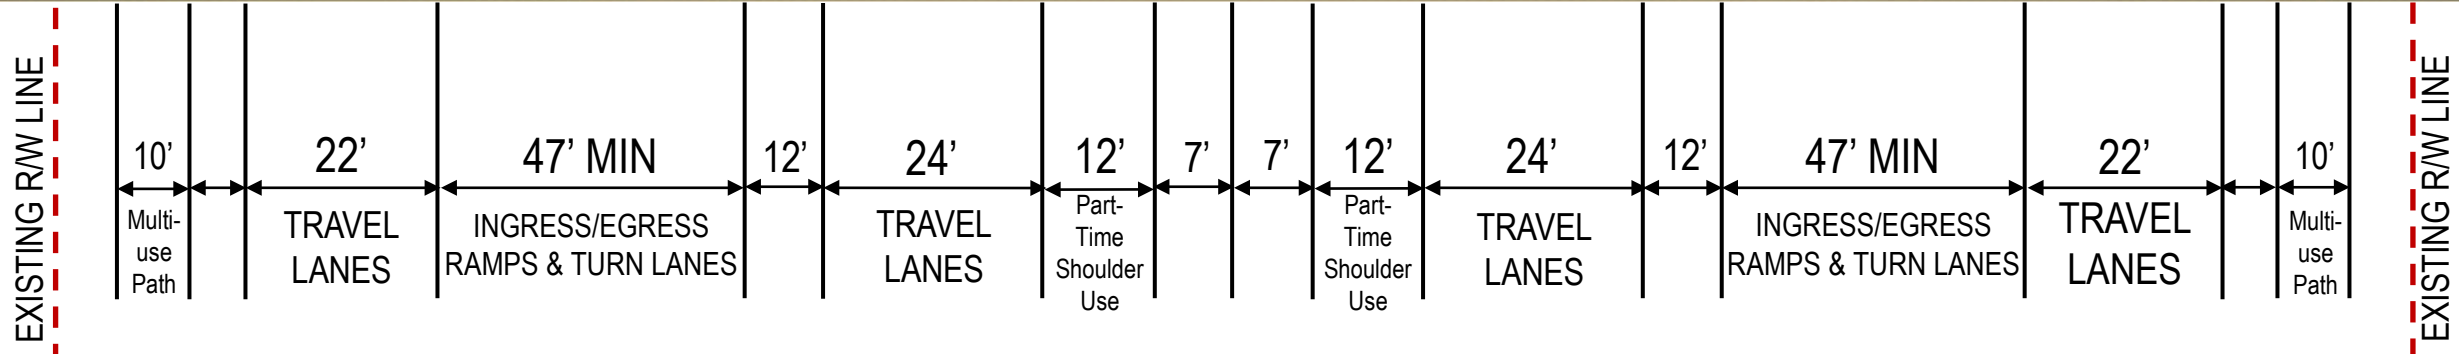 EXISTING R/W LINE
10’ 22’ 47’ MIN 12’ 24’ 12’ 7’ 7’ 12’ 24’ 12’ 47’ MIN 22’ 10’
Multi-
use
Path
TRAVEL
LANES
INGRESS/EGRESS
RAMPS & TURN LANES
TRAVEL
LANES
Part-
Time
Shoulder
Use
Part-
Time
Shoulder
Use
TRAVEL
LANES
INGRESS/EGRESS
RAMPS & TURN LANES
TRAVEL
LANES
Multi-
use
Path
EXISTING R/W LINE